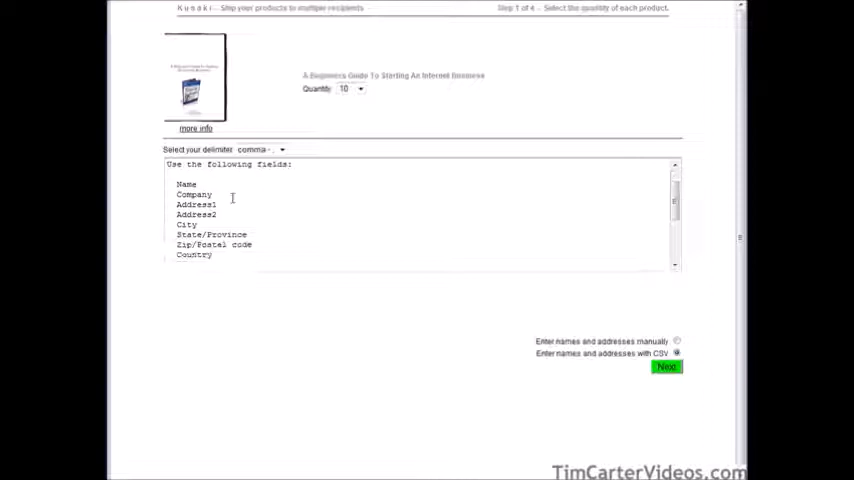 Kunaki - Ship your products to multiple recipients
Step 1 of 4 - Select the quantity of each product.
A Beginners Guide To Starting An Internet Business
Quantity 10
more info
Select your delimiter comma - ,
Use the following fields:
Name
Company
Address1
Address2
City
State/Province
Zip/Postal code
Country
Enter names and addresses manually
Enter names and addresses with CSV
Next
TimCarterVideos.com